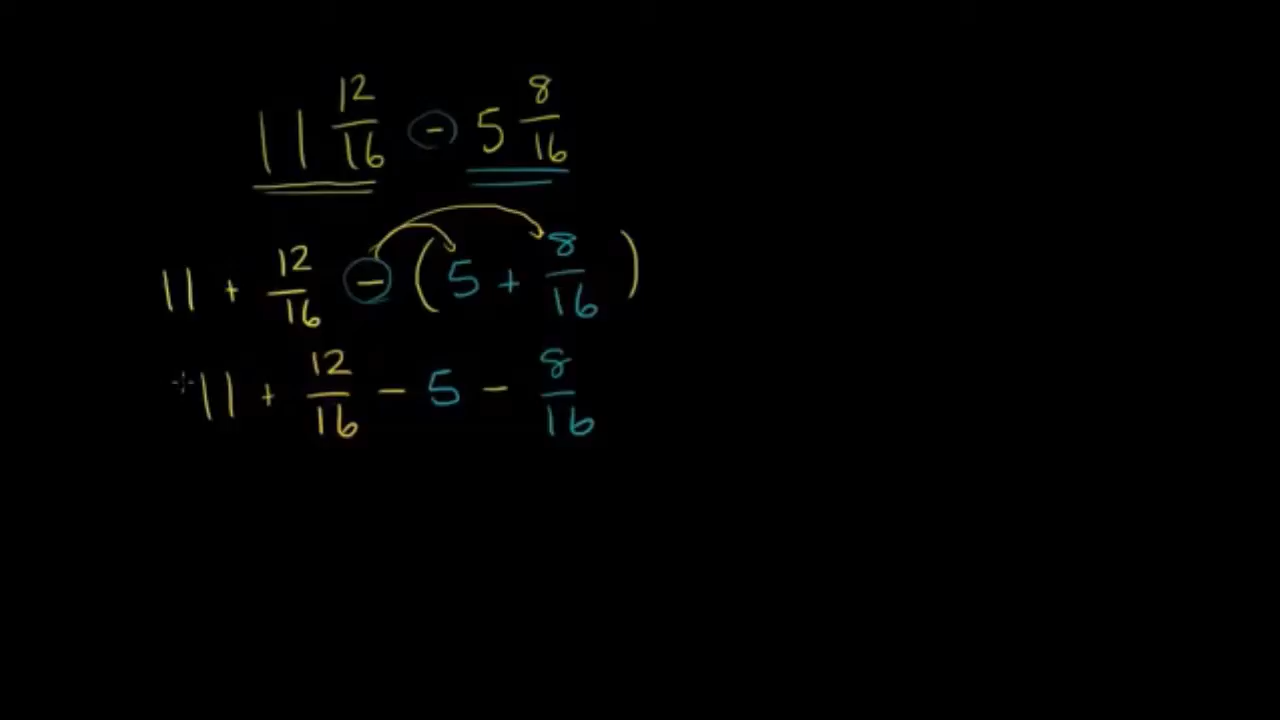 11 12/16 - 5 8/16
11 + 12/16 - (5 + 8/16)
11 + 12/16 - 5 - 8/16